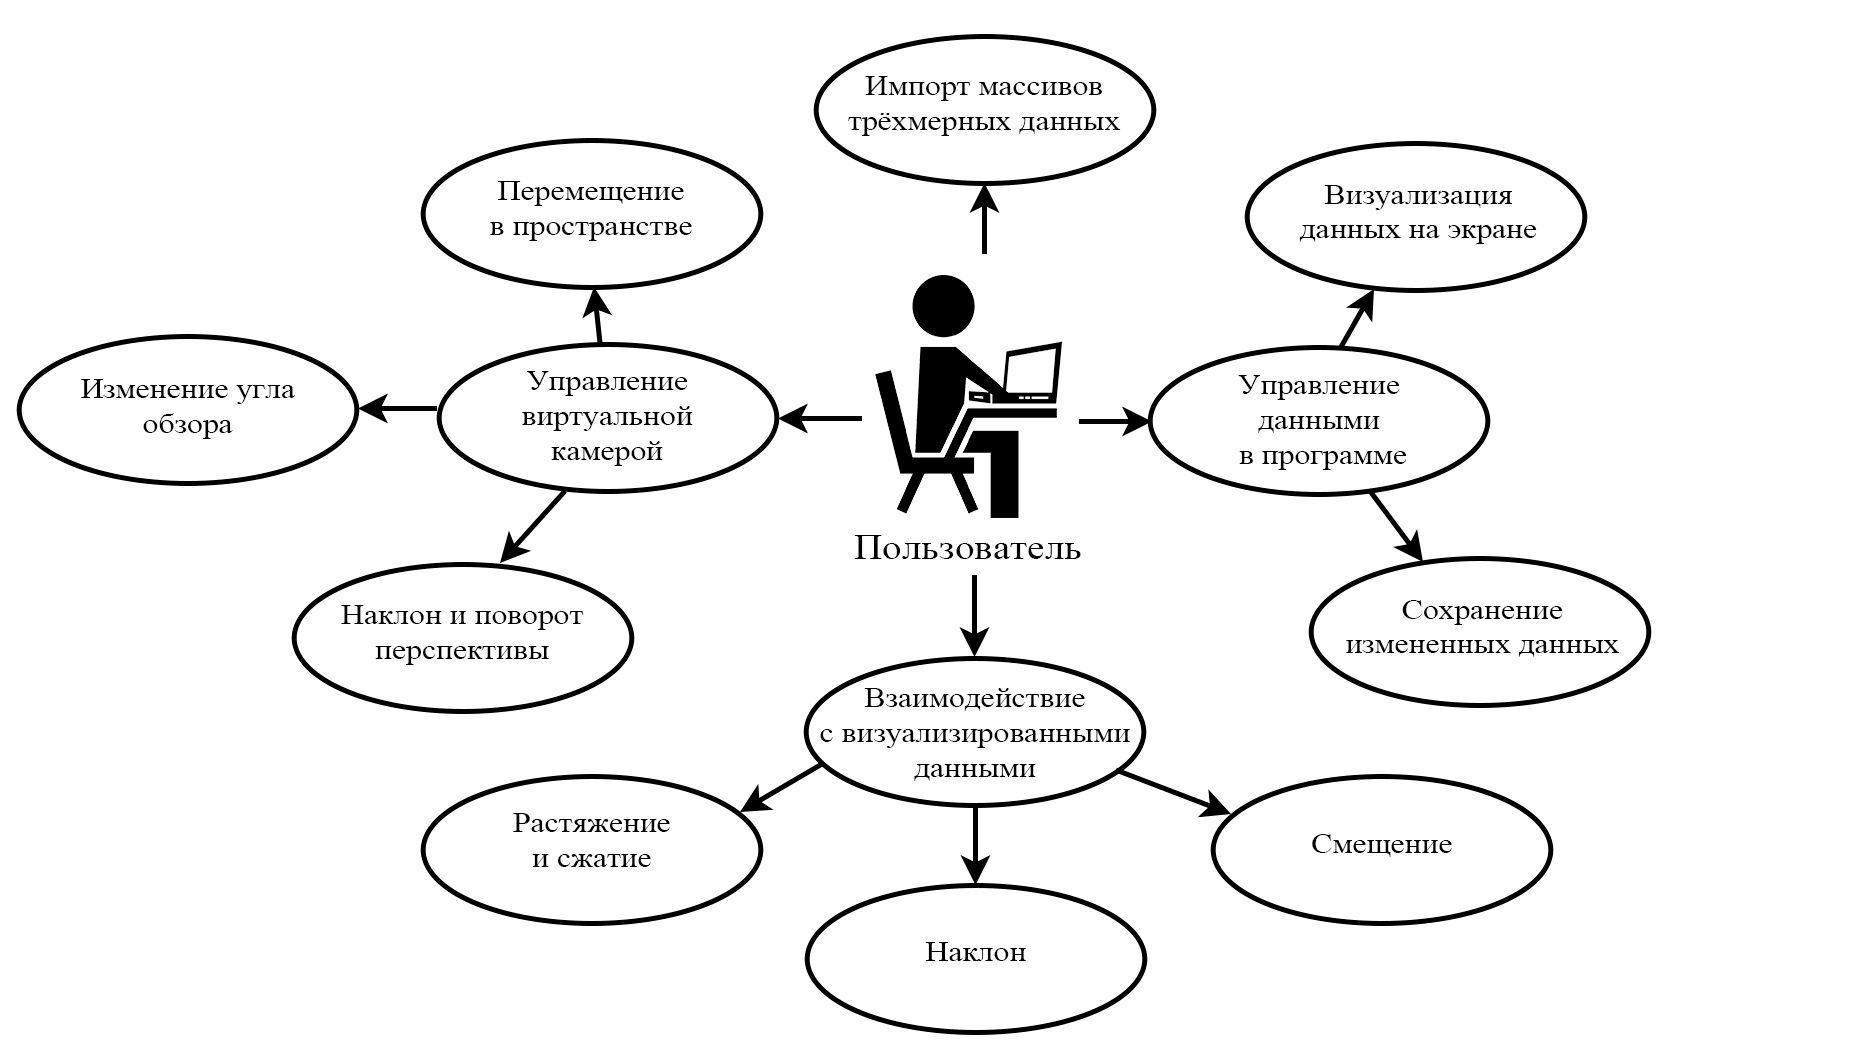 Импорт массивов
трёхмерных данных
Перемещение
в пространстве
Визуализация
данных на экране
Изменение угла
обзора
Управление
виртуальной
камерой
Управление
данными
в программе
Пользователь
Наклон и поворот
перспективы
Сохранение
измененных данных
Взаимодействие
с визуализированными
данными
Растяжение
и сжатие
Смещение
Наклон